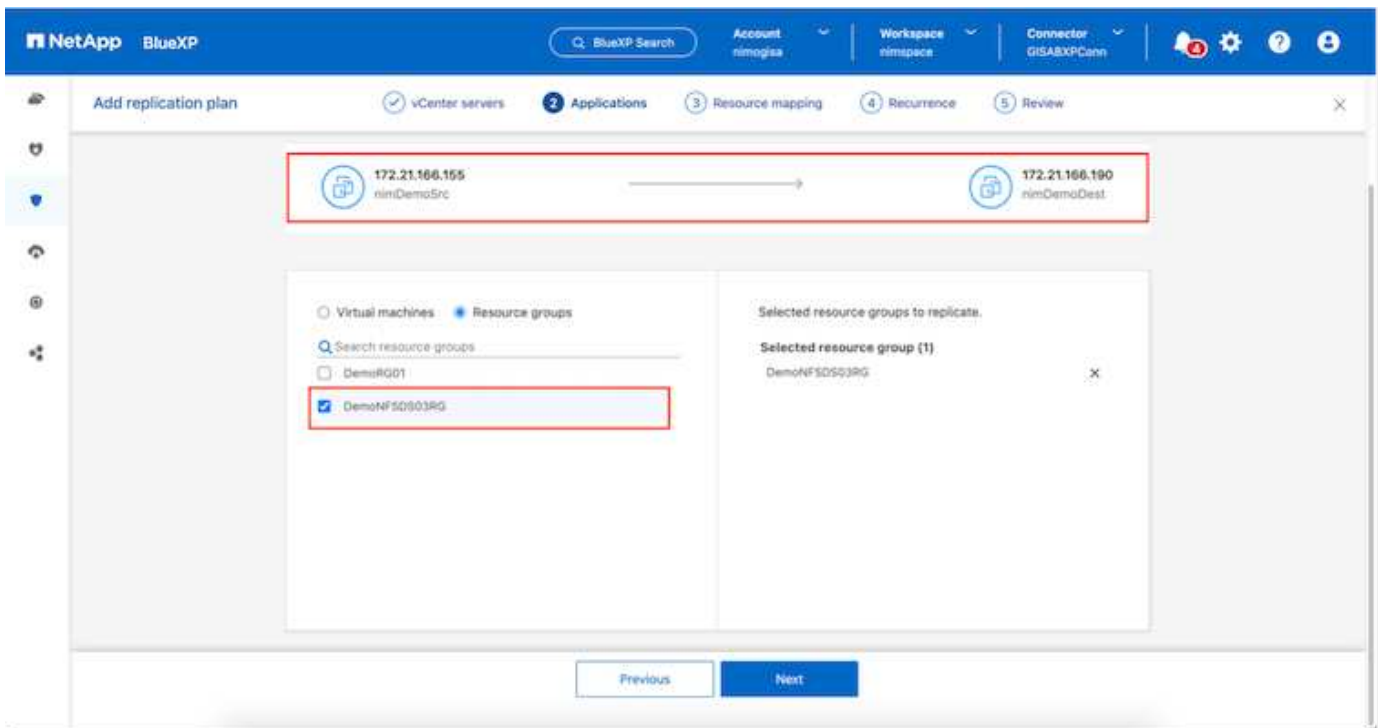 NetApp BlueXP
BlueXP Search
Account
nimogisa
Workspace
nimspace
Connector
GISABXPConn
4
Add replication plan
vCenter servers
2 Applications
3 Resource mapping
4 Recurrence
5 Review
172.21.166.155
nimDemoSrc
172.21.166.190
nimDemoDest
Virtual machines
Resource groups
Search resource groups
DemoRG01
DemoNFSDS03RG
Selected resource groups to replicate.
Selected resource group (1)
DemoNFSDS03RG
Previous
Next